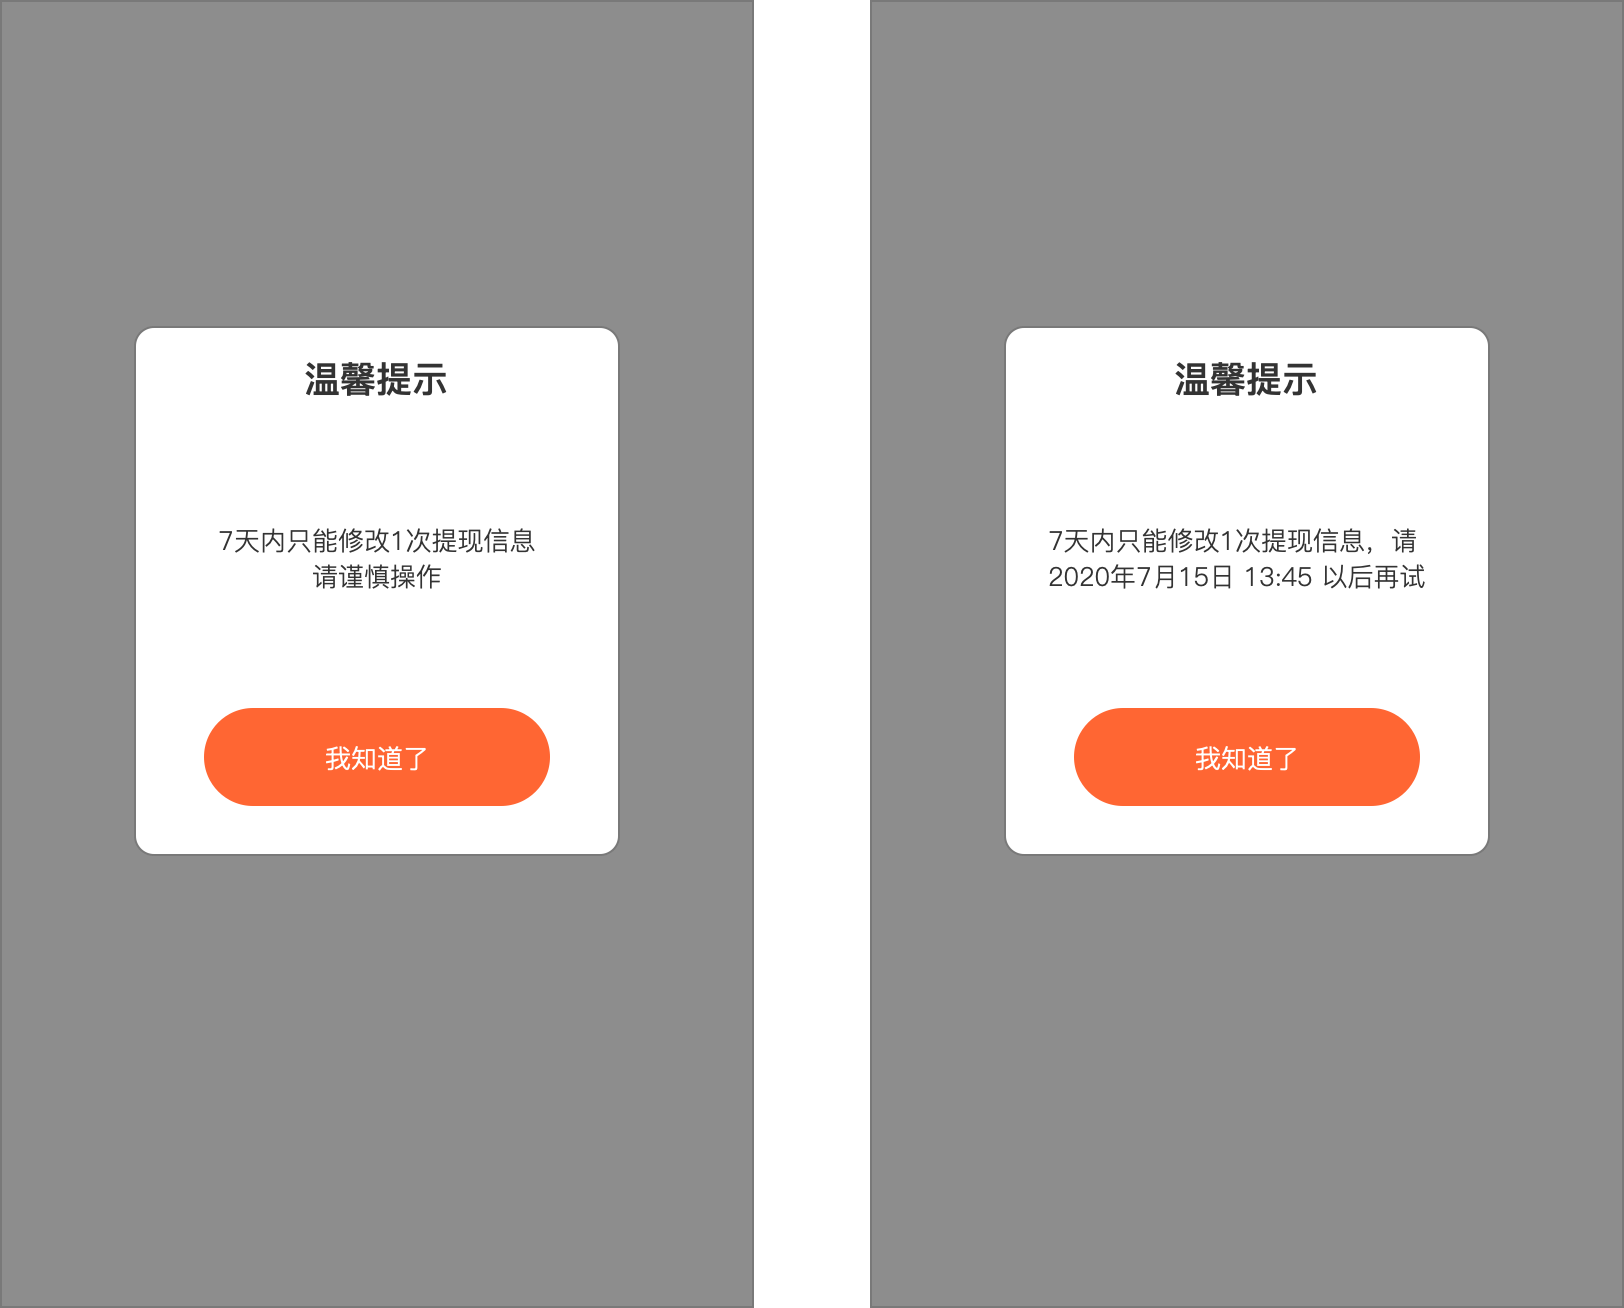 温馨提示
7天内只能修改1次提现信息
请谨慎操作
我知道了
温馨提示
7天内只能修改1次提现信息，请
2020年7月15日 13:45 以后再试
我知道了